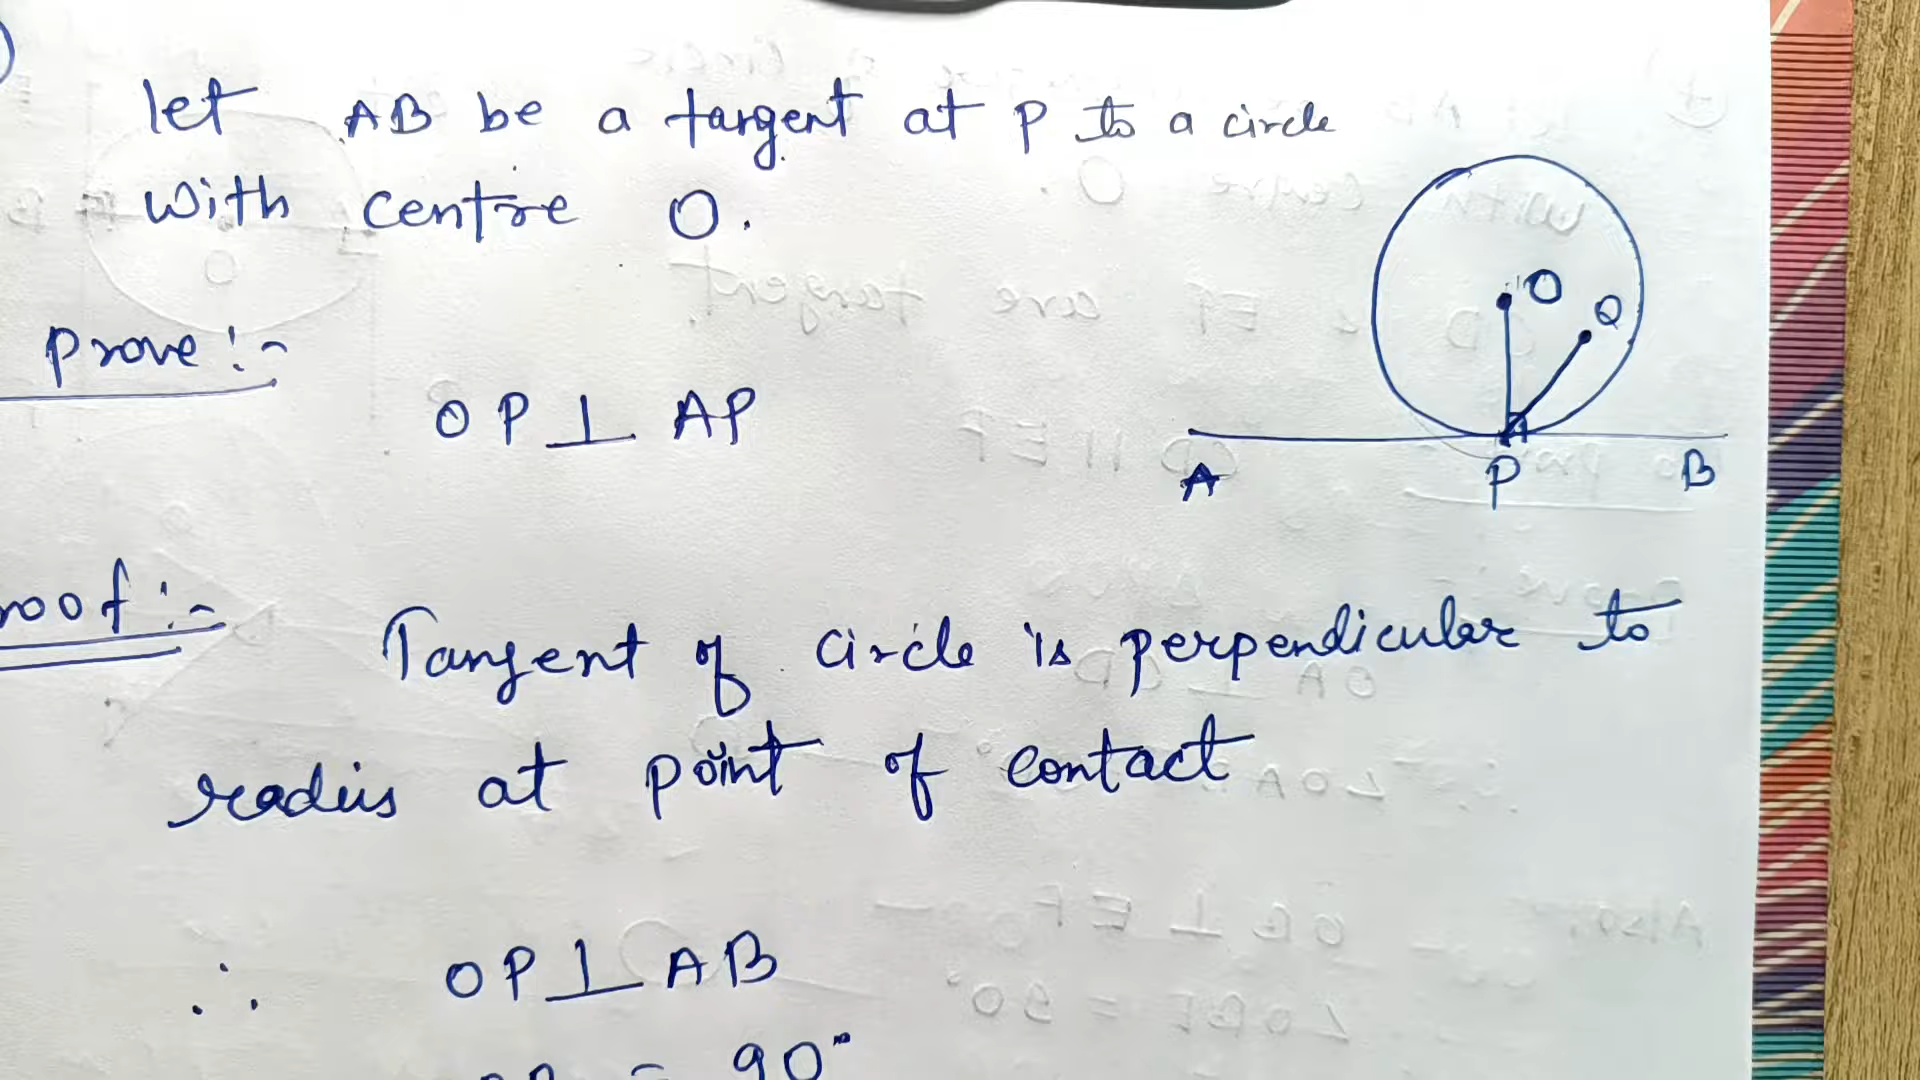 let AB be a tangent at P to a circle
with centre O.
prove :-
OP ⊥ AP
O
Q
A P B
roof :-
Tangent of circle is perpendicular to
radius at point of contact
∴ OP ⊥ AB
= 90°